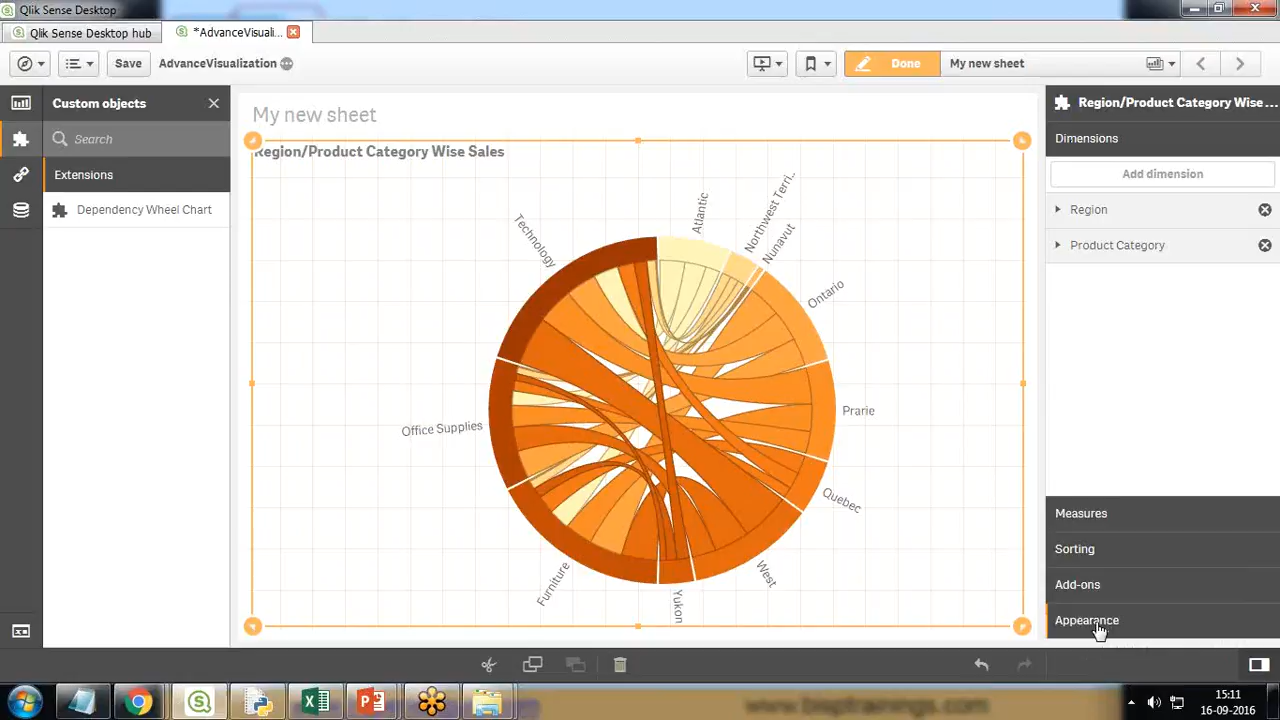 Qlik Sense Desktop
Qlik Sense Desktop hub
*AdvanceVisuali...
Save
AdvanceVisualization
Done
My new sheet
Custom objects
Search
Extensions
Dependency Wheel Chart
My new sheet
Region/Product Category Wise Sales
Technology
Atlantic
Northwest Terri..
Nunavut
Ontario
Prarie
Quebec
West
Yukon
Furniture
Office Supplies
Region/Product Category Wise ...
Dimensions
Add dimension
Region
Product Category
Measures
Sorting
Add-ons
Appearance
www.bisptrainings.com
15:11
16-09-2016